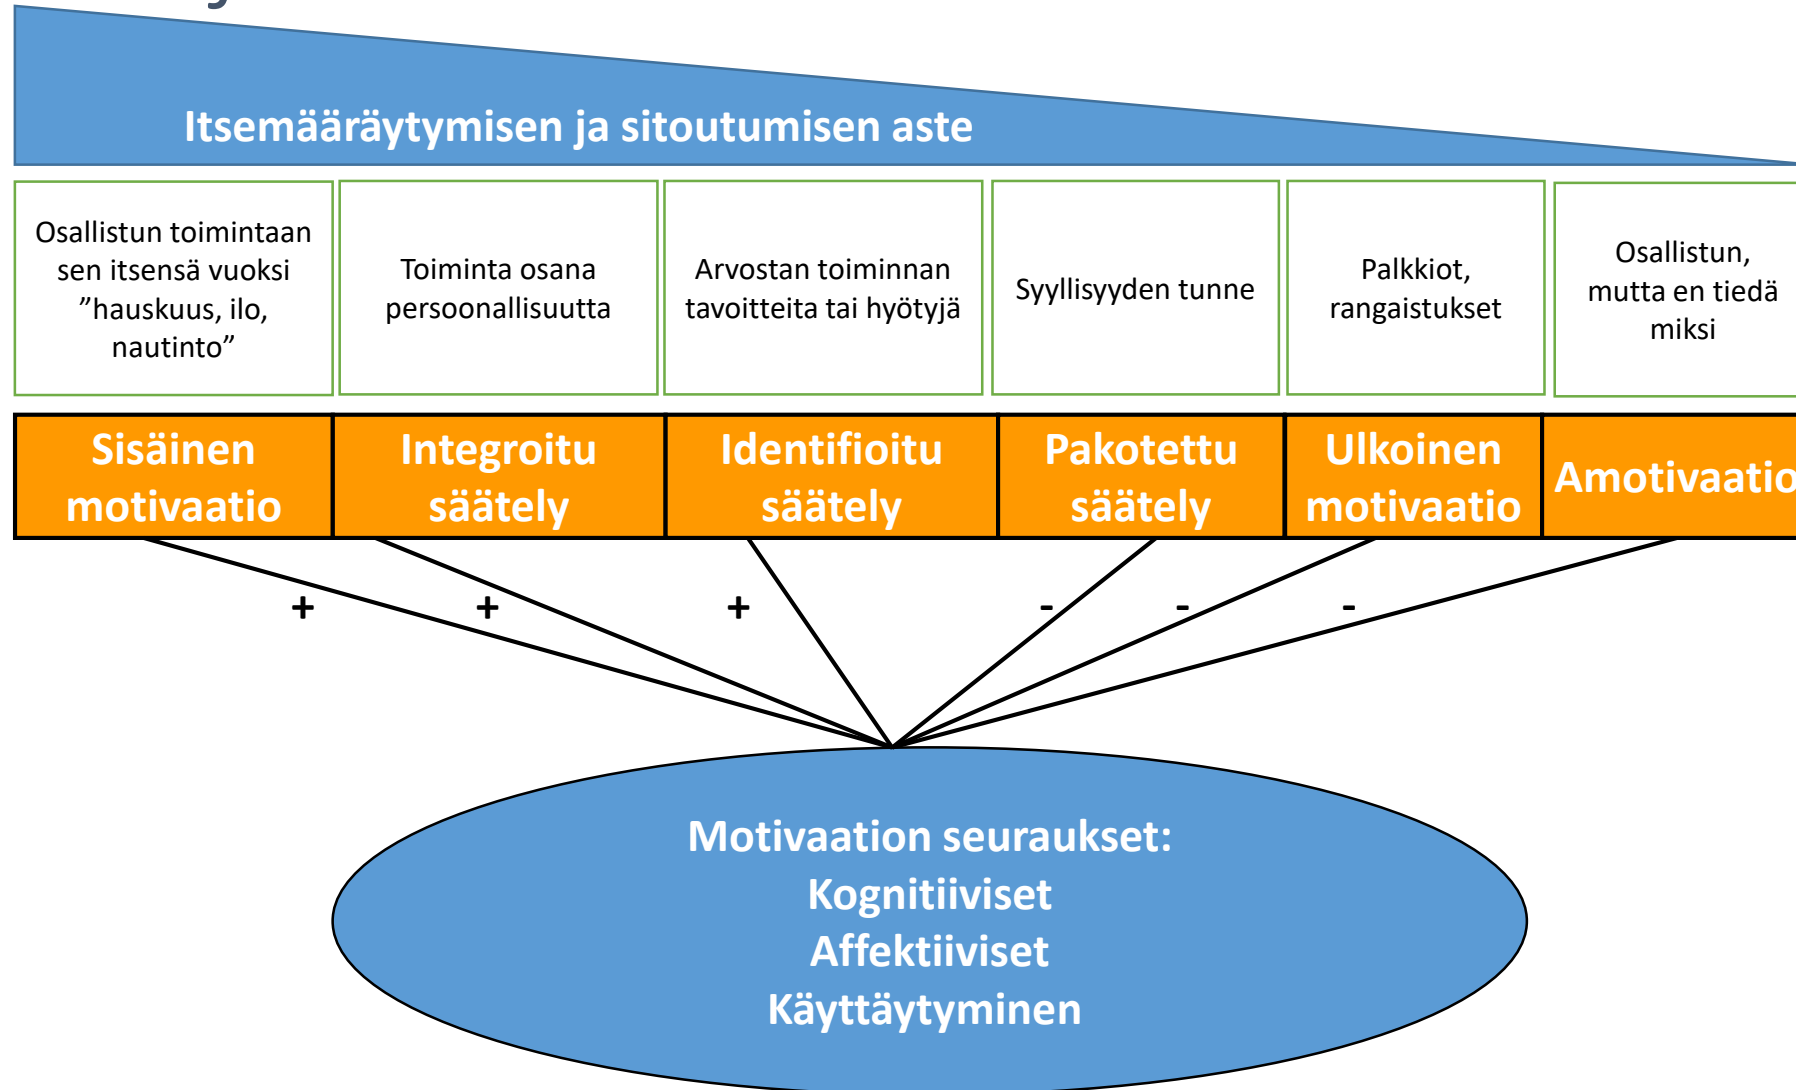 Itsemääräytymisen ja sitoutumisen aste
Osallistun toimintaan
sen itsensä vuoksi
”hauskuus, ilo,
nautinto”
Toiminta osana
persoonallisuutta
Arvostan toiminnan
tavoitteita tai hyötyjä
Syyllisyyden tunne
Palkkiot,
rangaistukset
Osallistun,
mutta en tiedä
miksi
Sisäinen
motivaatio
Integroitu
säätely
Identifioitu
säätely
Pakotettu
säätely
Ulkoinen
motivaatio
Amotivaatio
+ + + - - -
Motivaation seuraukset:
Kognitiiviset
Affektiiviset
Käyttäytyminen